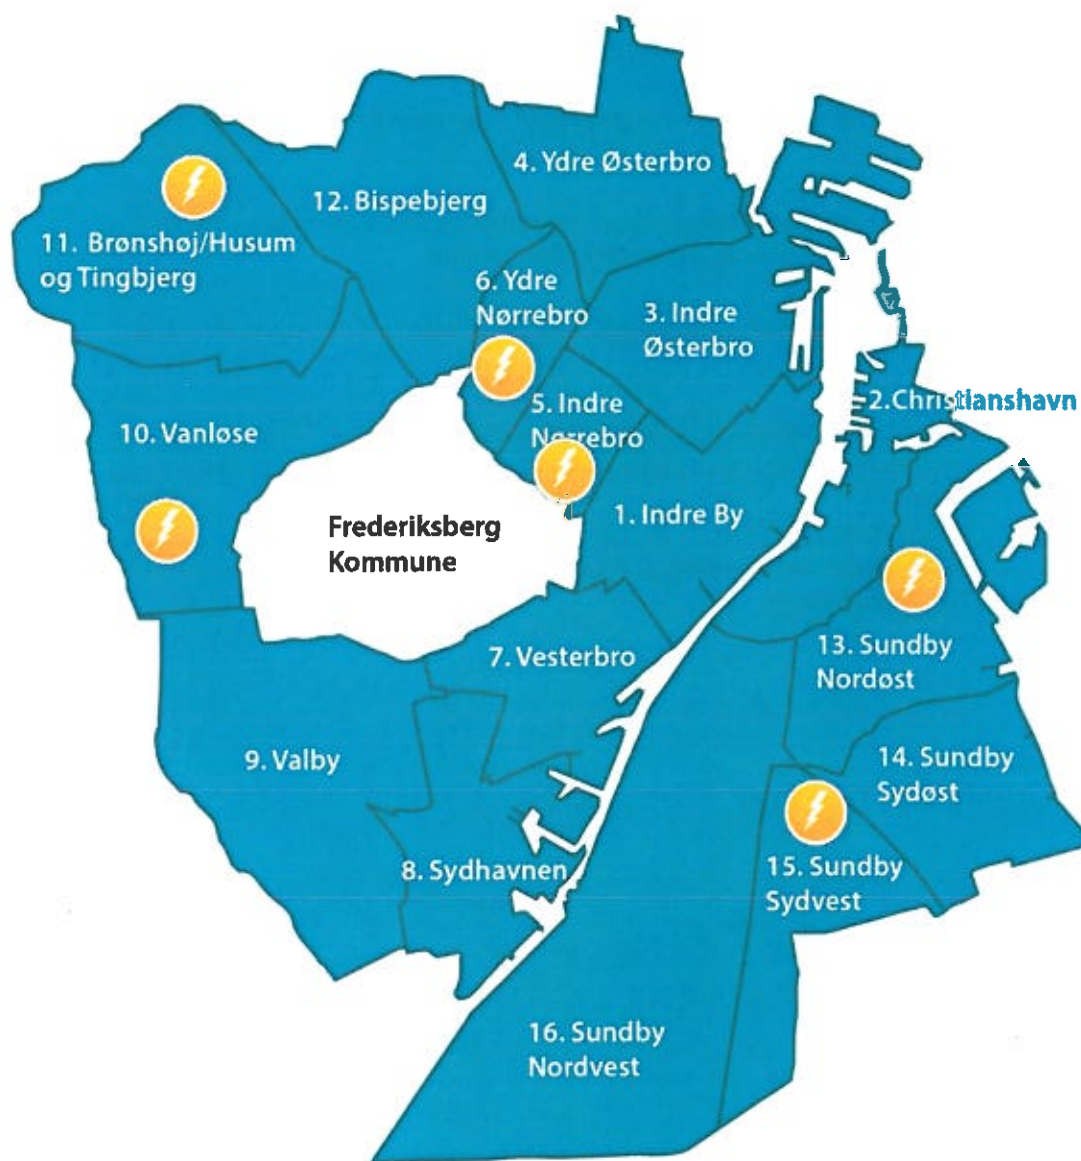 4. Ydre Østerbro
12. Bispebjerg
11. Brønshøj/Husum
og Tingbjerg
6. Ydre
Nørrebro
3. Indre
Østerbro
5. Indre
Nørrebro
2.Christianshavn
10. Vanløse
1. Indre By
Frederiksberg
Kommune
13. Sundby
Nordøst
7. Vesterbro
9. Valby
14. Sundby
Sydøst
8. Sydhavnen
15. Sundby
Sydvest
16. Sundby
Nordvest